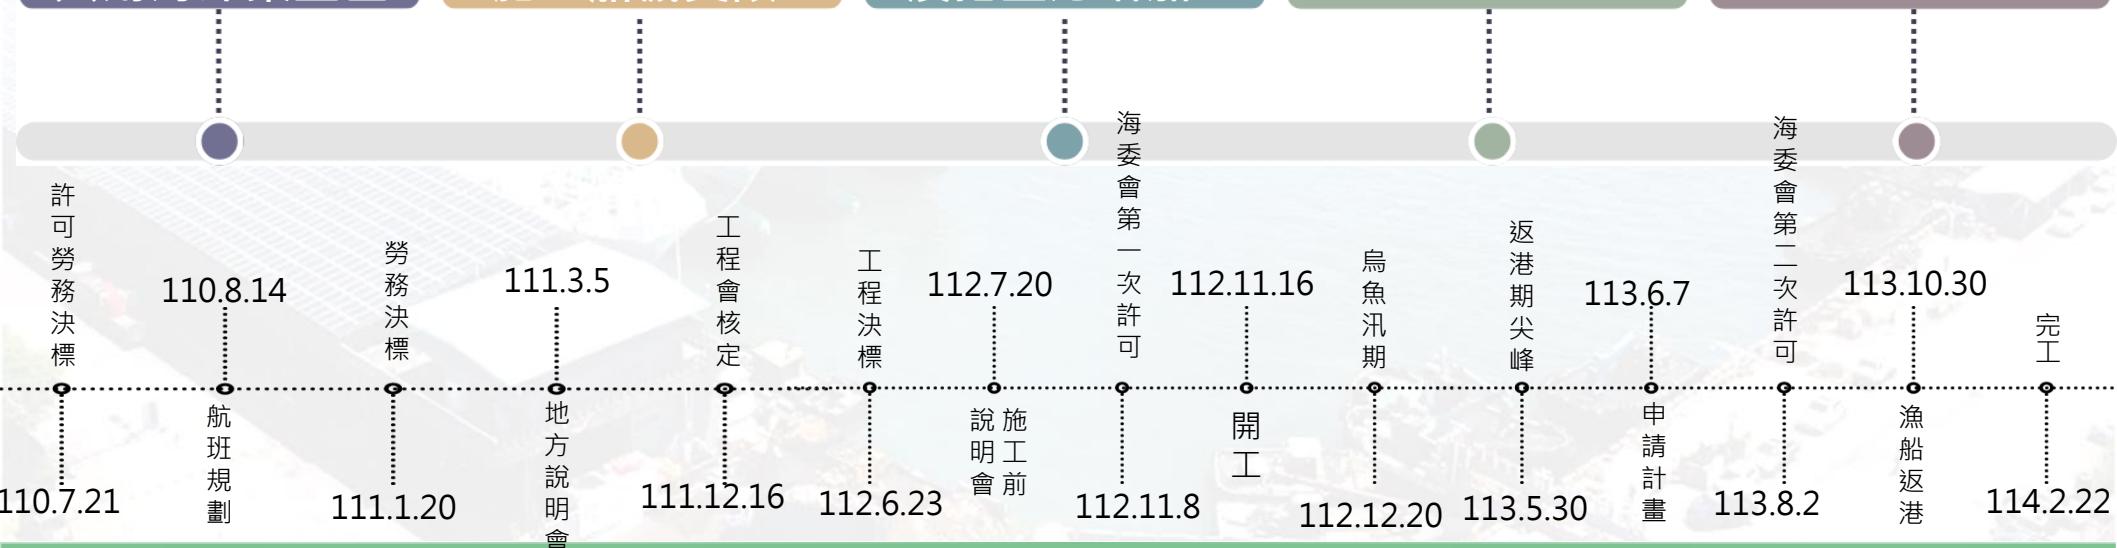 許可勞務決標
110.7.21
110.8.14
航班規劃
勞務決標
111.1.20
111.3.5
地方說明會
工程會核定
111.12.16
工程決標
112.6.23
112.7.20
施工前
說明會
海委會第一次許可
112.11.8
112.11.16
開工
烏魚汛期
112.12.20
返港期尖峰
113.5.30
113.6.7
申請計畫
海委會第二次許可
113.8.2
113.10.30
漁船返港
完工
114.2.22